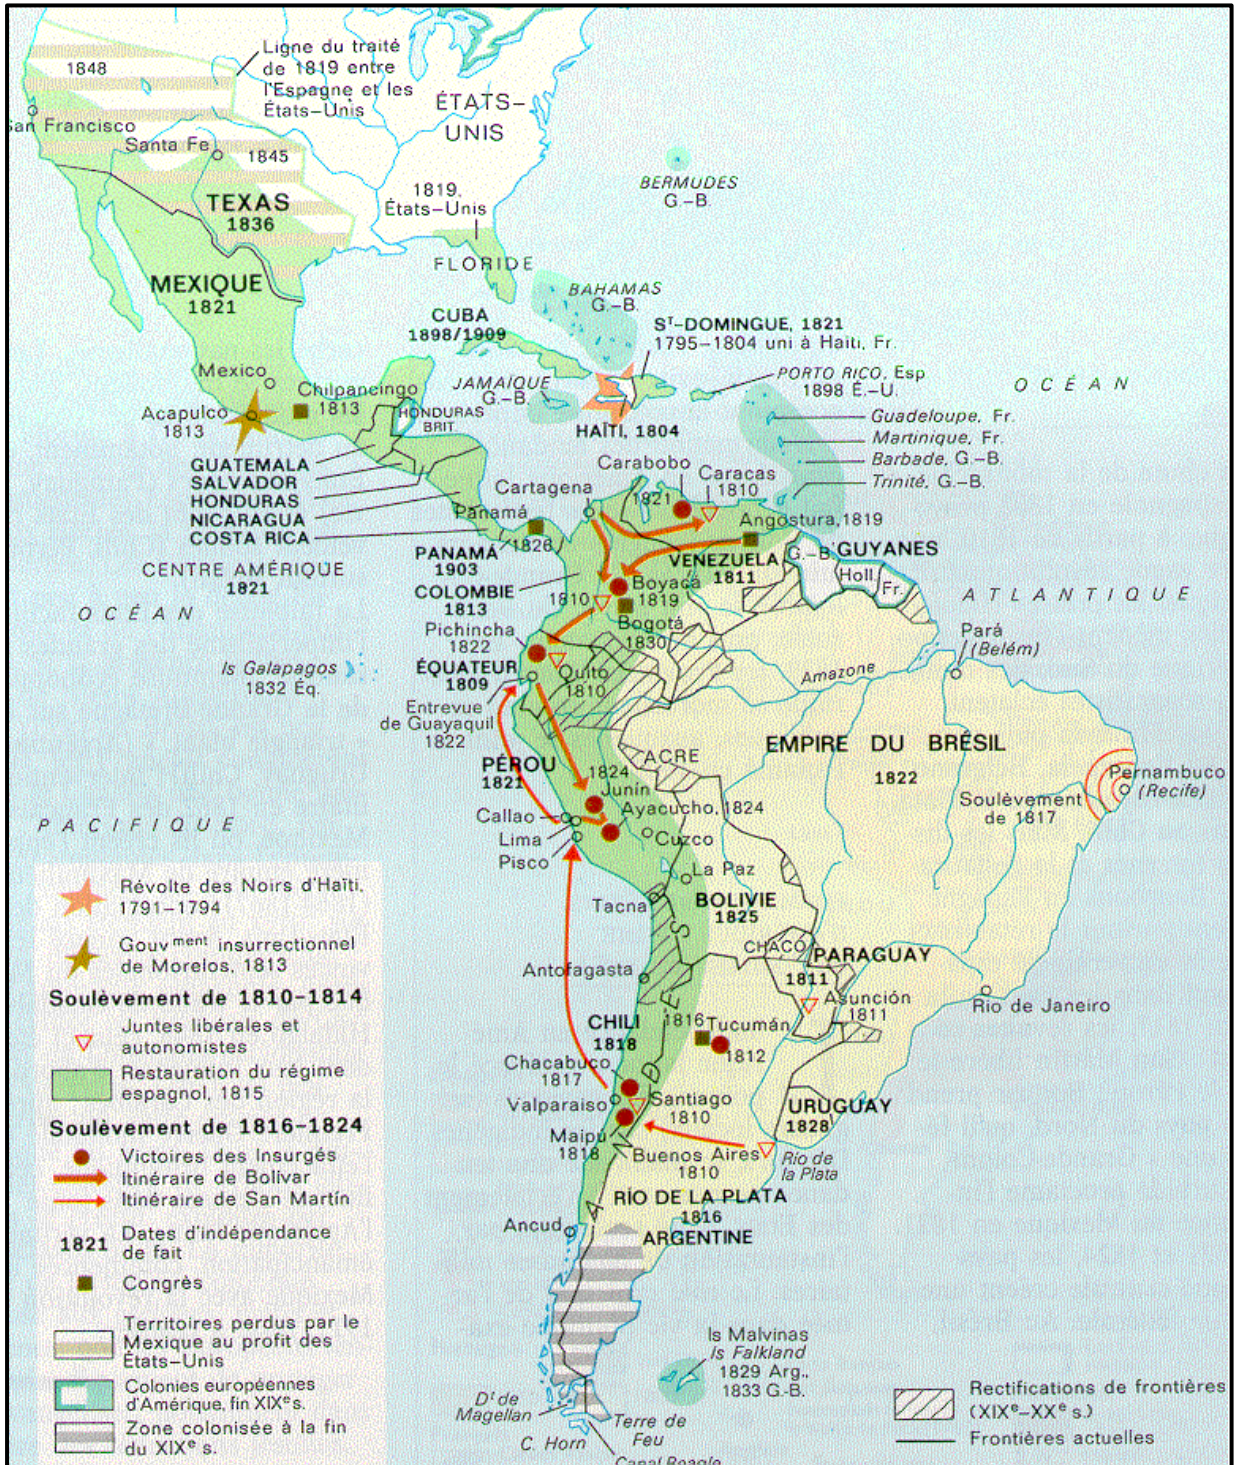 1848
Ligne du traité
de 1819 entre
l'Espagne et les
États-Unis
ÉTATS-
UNIS
San Francisco
Santa Fe
1845
TEXAS
1836
1819,
États-Unis
BERMUDES
G.-B.
FLORIDE
MEXIQUE
1821
BAHAMAS
G.-B.
CUBA
1898/1909
ST-DOMINGUE, 1821
1795-1804 uni à Haïti, Fr.
Mexico
Chilpancingo
1813
JAMAÏQUE
G.-B.
PORTO RICO, Esp
1898 É.-U.
OCÉAN
Acapulco
1813
HONDURAS
BRIT.
HAÏTI, 1804
Guadeloupe, Fr.
Martinique, Fr.
Barbade, G.-B.
Trinité, G.-B.
GUATEMALA
SALVADOR
HONDURAS
NICARAGUA
COSTA RICA
Carabobo
1821
Caracas
1810
Cartagena
Panamá
1826
Angostura, 1819
PANAMÁ
1903
VENEZUELA
1811
G.-B.
GUYANES
Holl.
Fr.
CENTRE AMÉRIQUE
1821
COLOMBIE
1813
1810
Boyacá
1819
Bogotá
1830
OCÉAN
ATLANTIQUE
Pichincha
1822
Pará
(Belém)
Is Galapagos
1832 Éq.
ÉQUATEUR
1809
Quito
1810
Amazone
Entrevue
de Guayaquil
1822
PÉROU
1821
ACRE
EMPIRE DU BRÉSIL
1822
1824
Junín
Ayacucho, 1824
Pernambuco
(Recife)
Soulèvement
de 1817
PACIFIQUE
Callao
Lima
Pisco
Cuzco
La Paz
Tacna
BOLIVIE
1825
CHACO
PARAGUAY
1811
Asunción
1811
Antofagasta
Rio de Janeiro
CHILI
1818
1816
Tucumán
1812
Chacabuco
1817
Valparaiso
Santiago
1810
URUGUAY
1828
Maipú
1818
Buenos Aires
1810
Rio de
la Plata
ANDES
RÍO DE LA PLATA
1816
ARGENTINE
Ancud
Is Malvinas
Is Falkland
1829 Arg.,
1833 G.-B.
Dt de
Magellan
C. Horn
Terre de
Feu
Canal Beagle
Révolte des Noirs d'Haïti,
1791-1794
Gouvment insurrectionnel
de Morelos, 1813
Soulèvement de 1810-1814
Juntes libérales et
autonomistes
Restauration du régime
espagnol, 1815
Soulèvement de 1816-1824
Victoires des Insurgés
Itinéraire de Bolivar
Itinéraire de San Martín
1821 Dates d'indépendance
de fait
Congrès
Territoires perdus par le
Mexique au profit des
États-Unis
Colonies européennes
d'Amérique, fin XIXe s.
Zone colonisée à la fin
du XIXe s.
Rectifications de frontières
(XIXe-XXe s.)
Frontières actuelles